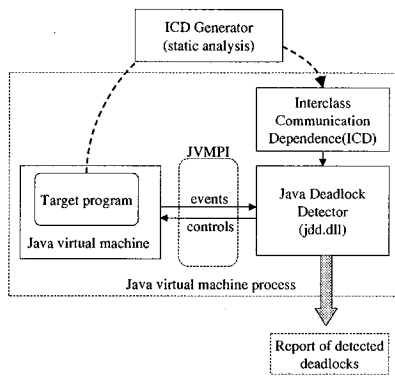 ICD Generator
(static analysis)
Interclass
Communication
Dependence(ICD)
JVMPI
Target program
Java virtual machine
events
controls
Java Deadlock
Detector
(jdd.dll)
Java virtual machine process
Report of detected
deadlocks